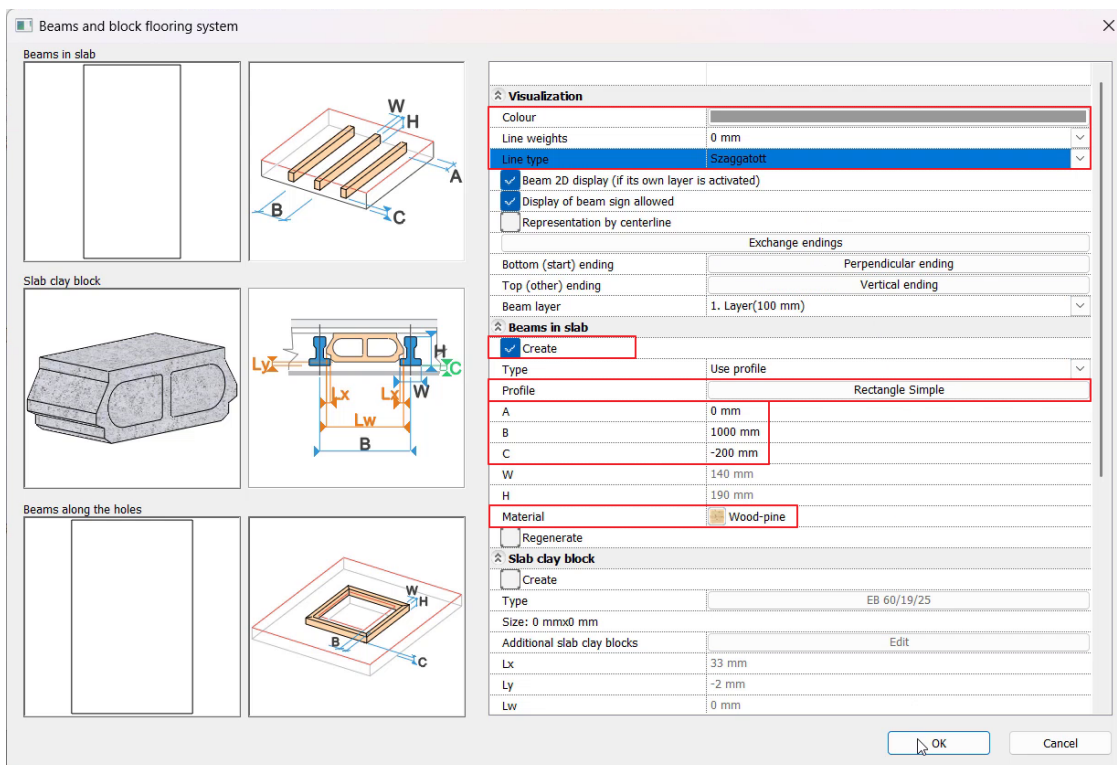 Beams and block flooring system
Beams in slab
W
H
A
B
C
Slab clay block
H
Ly
C
Lx
Lx
W
Lw
B
Beams along the holes
W
H
B
C
Visualization
Colour
Line weights 0 mm
Line type Szaggatott
Beam 2D display (if its own layer is activated)
Display of beam sign allowed
Representation by centerline
Exchange endings
Bottom (start) ending Perpendicular ending
Top (other) ending Vertical ending
Beam layer 1. Layer(100 mm)
Beams in slab
Create
Type Use profile
Profile Rectangle Simple
A 0 mm
B 1000 mm
C -200 mm
W 140 mm
H 190 mm
Material Wood-pine
Regenerate
Slab clay block
Create
Type EB 60/19/25
Size: 0 mmx0 mm
Additional slab clay blocks Edit
Lx 33 mm
Ly -2 mm
Lw 0 mm
OK Cancel